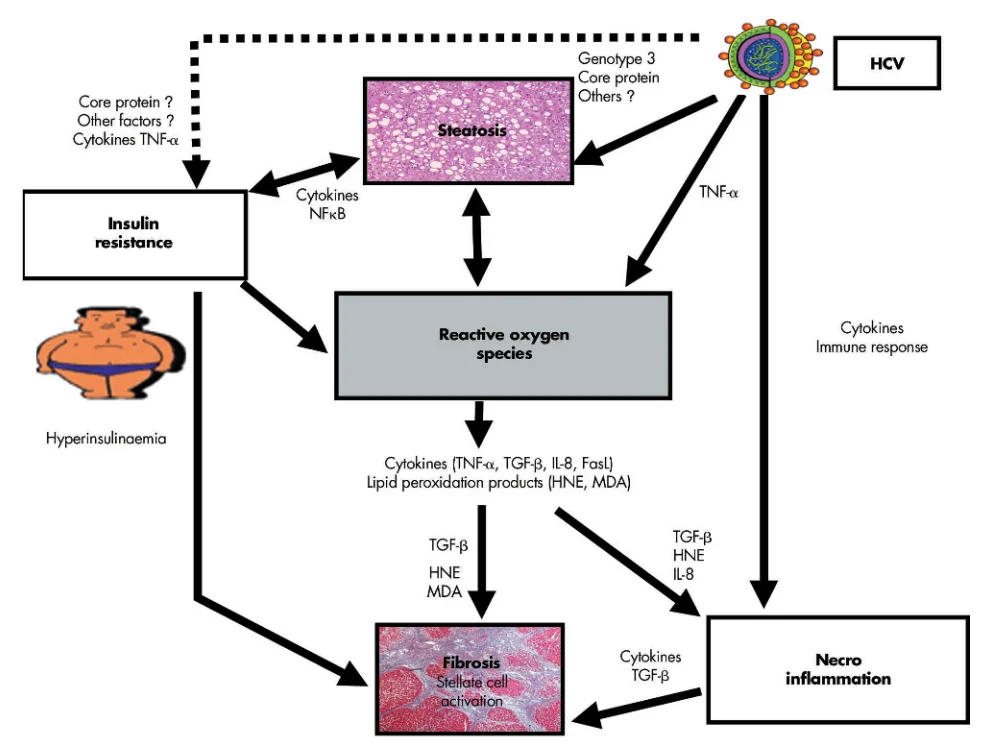 HCV
Genotype 3
Core protein
Others ?
Core protein ?
Other factors ?
Cytokines TNF-α
Steatosis
Cytokines
NFκB
TNF-α
Insulin
resistance
Reactive oxygen
species
Cytokines
Immune response
Hyperinsulinaemia
Cytokines (TNF-α, TGF-β, IL-8, FasL)
Lipid peroxidation products (HNE, MDA)
TGF-β
HNE
MDA
TGF-β
HNE
IL-8
Fibrosis
Stellate cell
activation
Cytokines
TGF-β
Necro
inflammation